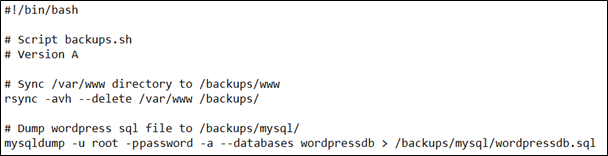 #!/bin/bash
# Script backups.sh
# Version A
# Sync /var/www directory to /backups/www
rsync -avh --delete /var/www /backups/
# Dump wordpress sql file to /backups/mysql/
mysqldump -u root -ppassword -a --databases wordpressdb > /backups/mysql/wordpressdb.sql